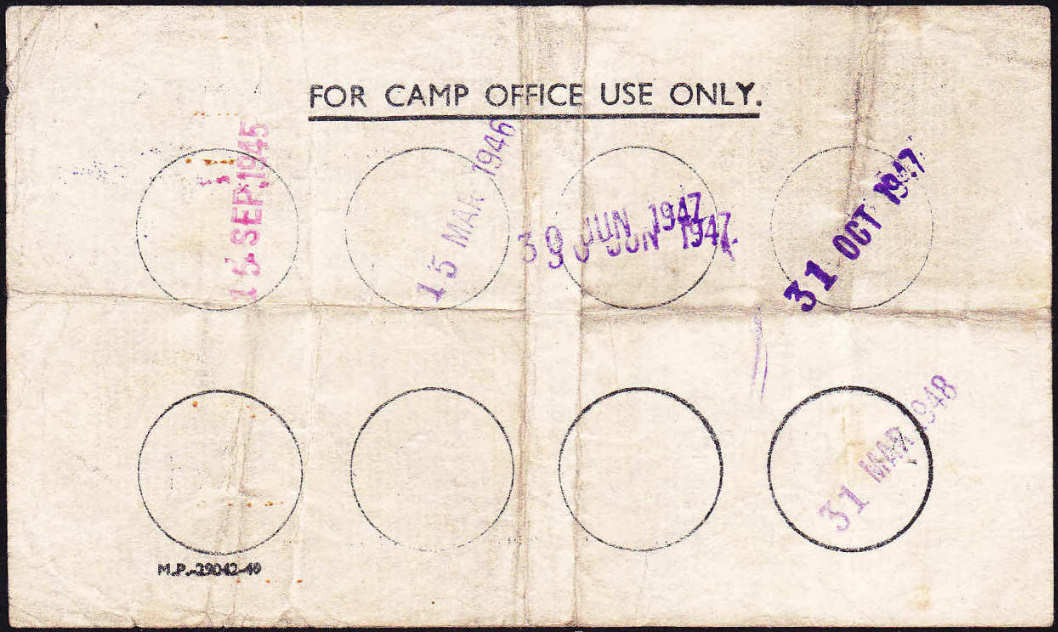 FOR CAMP OFFICE USE ONLY.
15 SEP 1945
15 MAR 1946
30 JUN 1947
30 JUN 1947
31 OCT 1947
31 MAR 1948
M.P.-29042-40